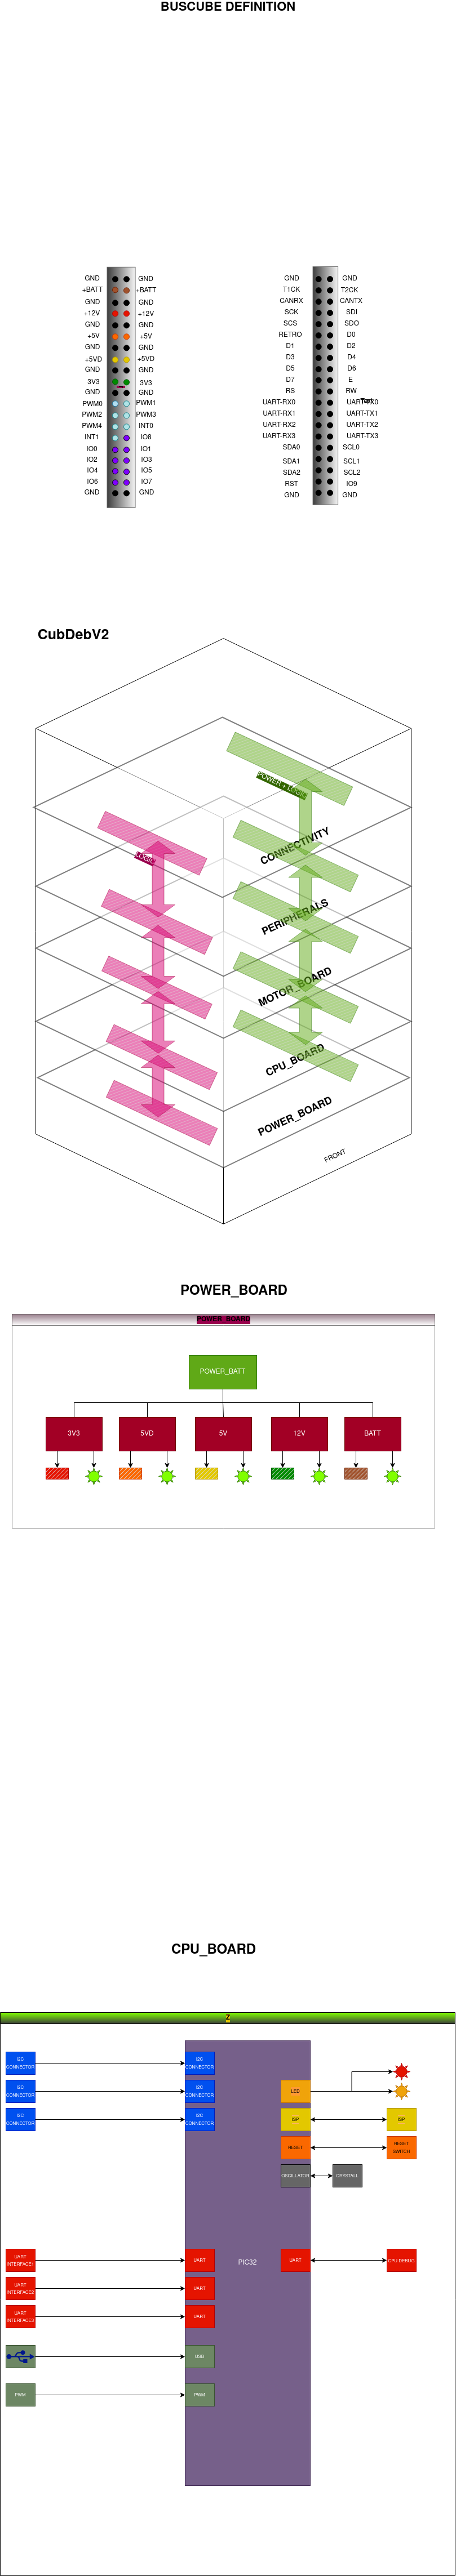 BUSCUBE DEFINITION
GND GND GND GND
+BATT +BATT T1CK T2CK
GND GND CANRX CANTX
+12V +12V SCK SDI
GND GND SCS SDO
+5V +5V RETRO D0
GND GND D1 D2
+5VD +5VD D3 D4
GND GND D5 D6
3V3 3V3 D7 E
GND GND RS RW
PWM0 PWM1 UART-RX0 UART-TX0
PWM2 PWM3 UART-RX1 UART-TX1
PWM4 INT0 UART-RX2 UART-TX2
INT1 IO8 UART-RX3 UART-TX3
IO0 IO1 SDA0 SCL0
IO2 IO3 SDA1 SCL1
IO4 IO5 SDA2 SCL2
IO6 IO7 RST IO9
GND GND GND GND
CubDebV2
POWER + LOGIC
LOGIC
CONNECTIVITY
PERIPHERALS
MOTOR_BOARD
CPU_BOARD
POWER_BOARD
FRONT
POWER_BOARD
POWER_BOARD
POWER_BATT
3V3 5VD 5V 12V BATT
CPU_BOARD
Z
I2C
CONNECTOR
I2C
CONNECTOR
I2C
CONNECTOR
I2C
CONNECTOR
LED
I2C
CONNECTOR
I2C
CONNECTOR
ISP ISP
RESET
RESET
SWITCH
OSCILLATOR CRYSTALL
UART
INTERFACE1
UART PIC32 UART CPU DEBUG
UART
INTERFACE2
UART
UART
INTERFACE3
UART
USB
PWM PWM